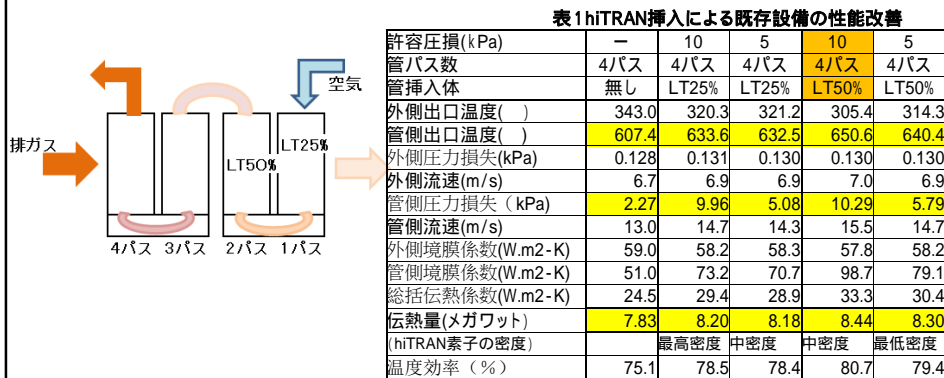 表1hiTRAN挿入による既存設備の性能改善
空気
排ガス
LT50%
LT25%
4パス 3パス 2パス 1パス
許容圧損(kPa) ー 10 5 10 5
管パス数 4パス 4パス 4パス 4パス
管挿入体 無し LT25% LT25% LT50% LT50%
外側出口温度( ) 343.0 320.3 321.2 305.4 314.3
管側出口温度( ) 607.4 633.6 632.5 650.6 640.4
外側圧力損失(kPa) 0.128 0.131 0.130 0.130 0.130
外側流速(m/s) 6.7 6.9 6.9 7.0 6.9
管側圧力損失(kPa) 2.27 9.96 5.08 10.29 5.79
管側流速(m/s) 13.0 14.7 14.3 15.5 14.7
外側境膜係数(W.m2-K) 59.0 58.2 58.3 57.8 58.2
管側境膜係数(W.m2-K) 51.0 73.2 70.7 98.7 79.1
総括伝熱係数(W.m2-K) 24.5 29.4 28.9 33.3 30.4
伝熱量(メガワット) 7.83 8.20 8.18 8.44 8.30
(hiTRAN素子の密度) 最高密度 中密度 中密度 最低密度
温度効率(%) 75.1 78.5 78.4 80.7 79.4